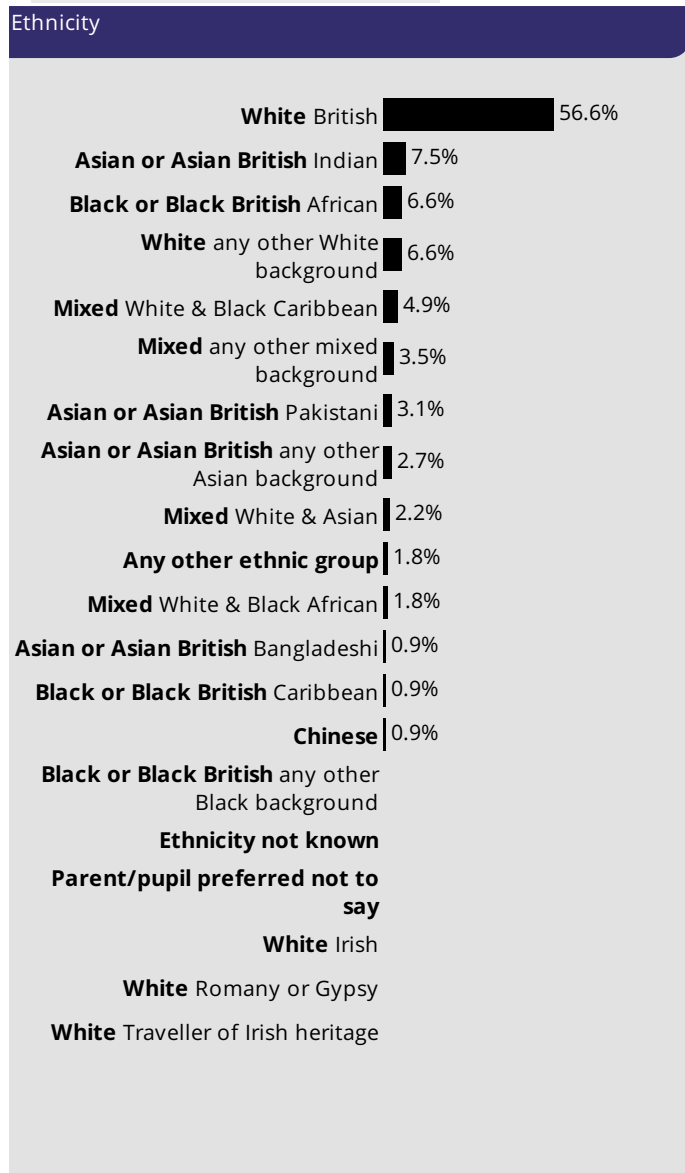 Ethnicity
White British 56.6%
Asian or Asian British Indian 7.5%
Black or Black British African 6.6%
White any other White
background 6.6%
Mixed White & Black Caribbean 4.9%
Mixed any other mixed
background 3.5%
Asian or Asian British Pakistani 3.1%
Asian or Asian British any other
Asian background 2.7%
Mixed White & Asian 2.2%
Any other ethnic group 1.8%
Mixed White & Black African 1.8%
Asian or Asian British Bangladeshi 0.9%
Black or Black British Caribbean 0.9%
Chinese 0.9%
Black or Black British any other
Black background
Ethnicity not known
Parent/pupil preferred not to
say
White Irish
White Romany or Gypsy
White Traveller of Irish heritage